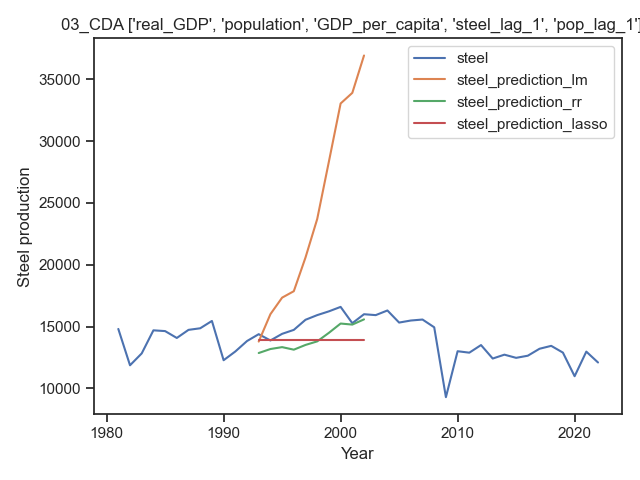 03_CDA ['real_GDP', 'population', 'GDP_per_capita', 'steel_lag_1', 'pop_lag_1']
steel
steel_prediction_lm
steel_prediction_rr
steel_prediction_lasso
Steel production
35000
30000
25000
20000
15000
10000
1980 1990 2000 2010 2020
Year